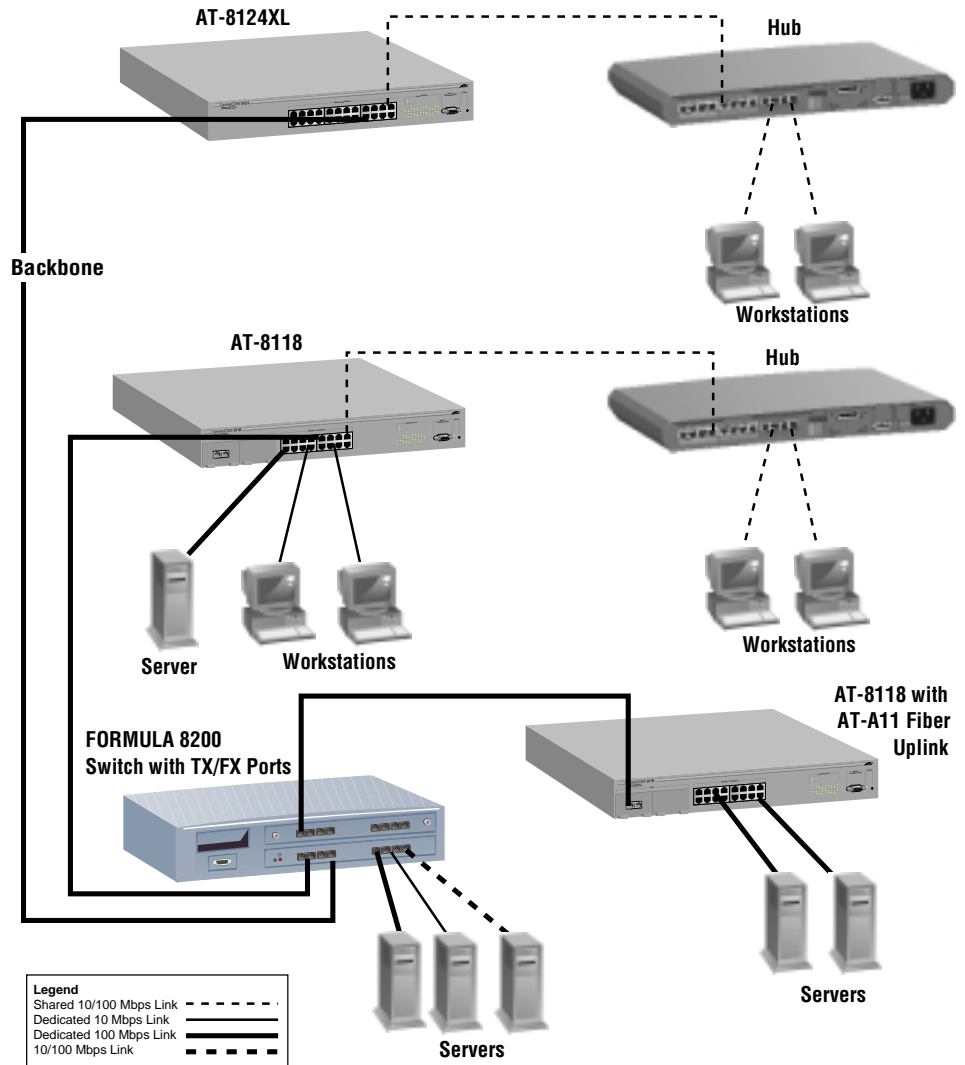 AT-8124XL
Hub
Backbone
Workstations
AT-8118
Hub
Server
Workstations
Workstations
FORMULA 8200
Switch with TX/FX Ports
AT-8118 with
AT-A11 Fiber
Uplink
Servers
Servers
Legend
Shared 10/100 Mbps Link
Dedicated 10 Mbps Link
Dedicated 100 Mbps Link
10/100 Mbps Link